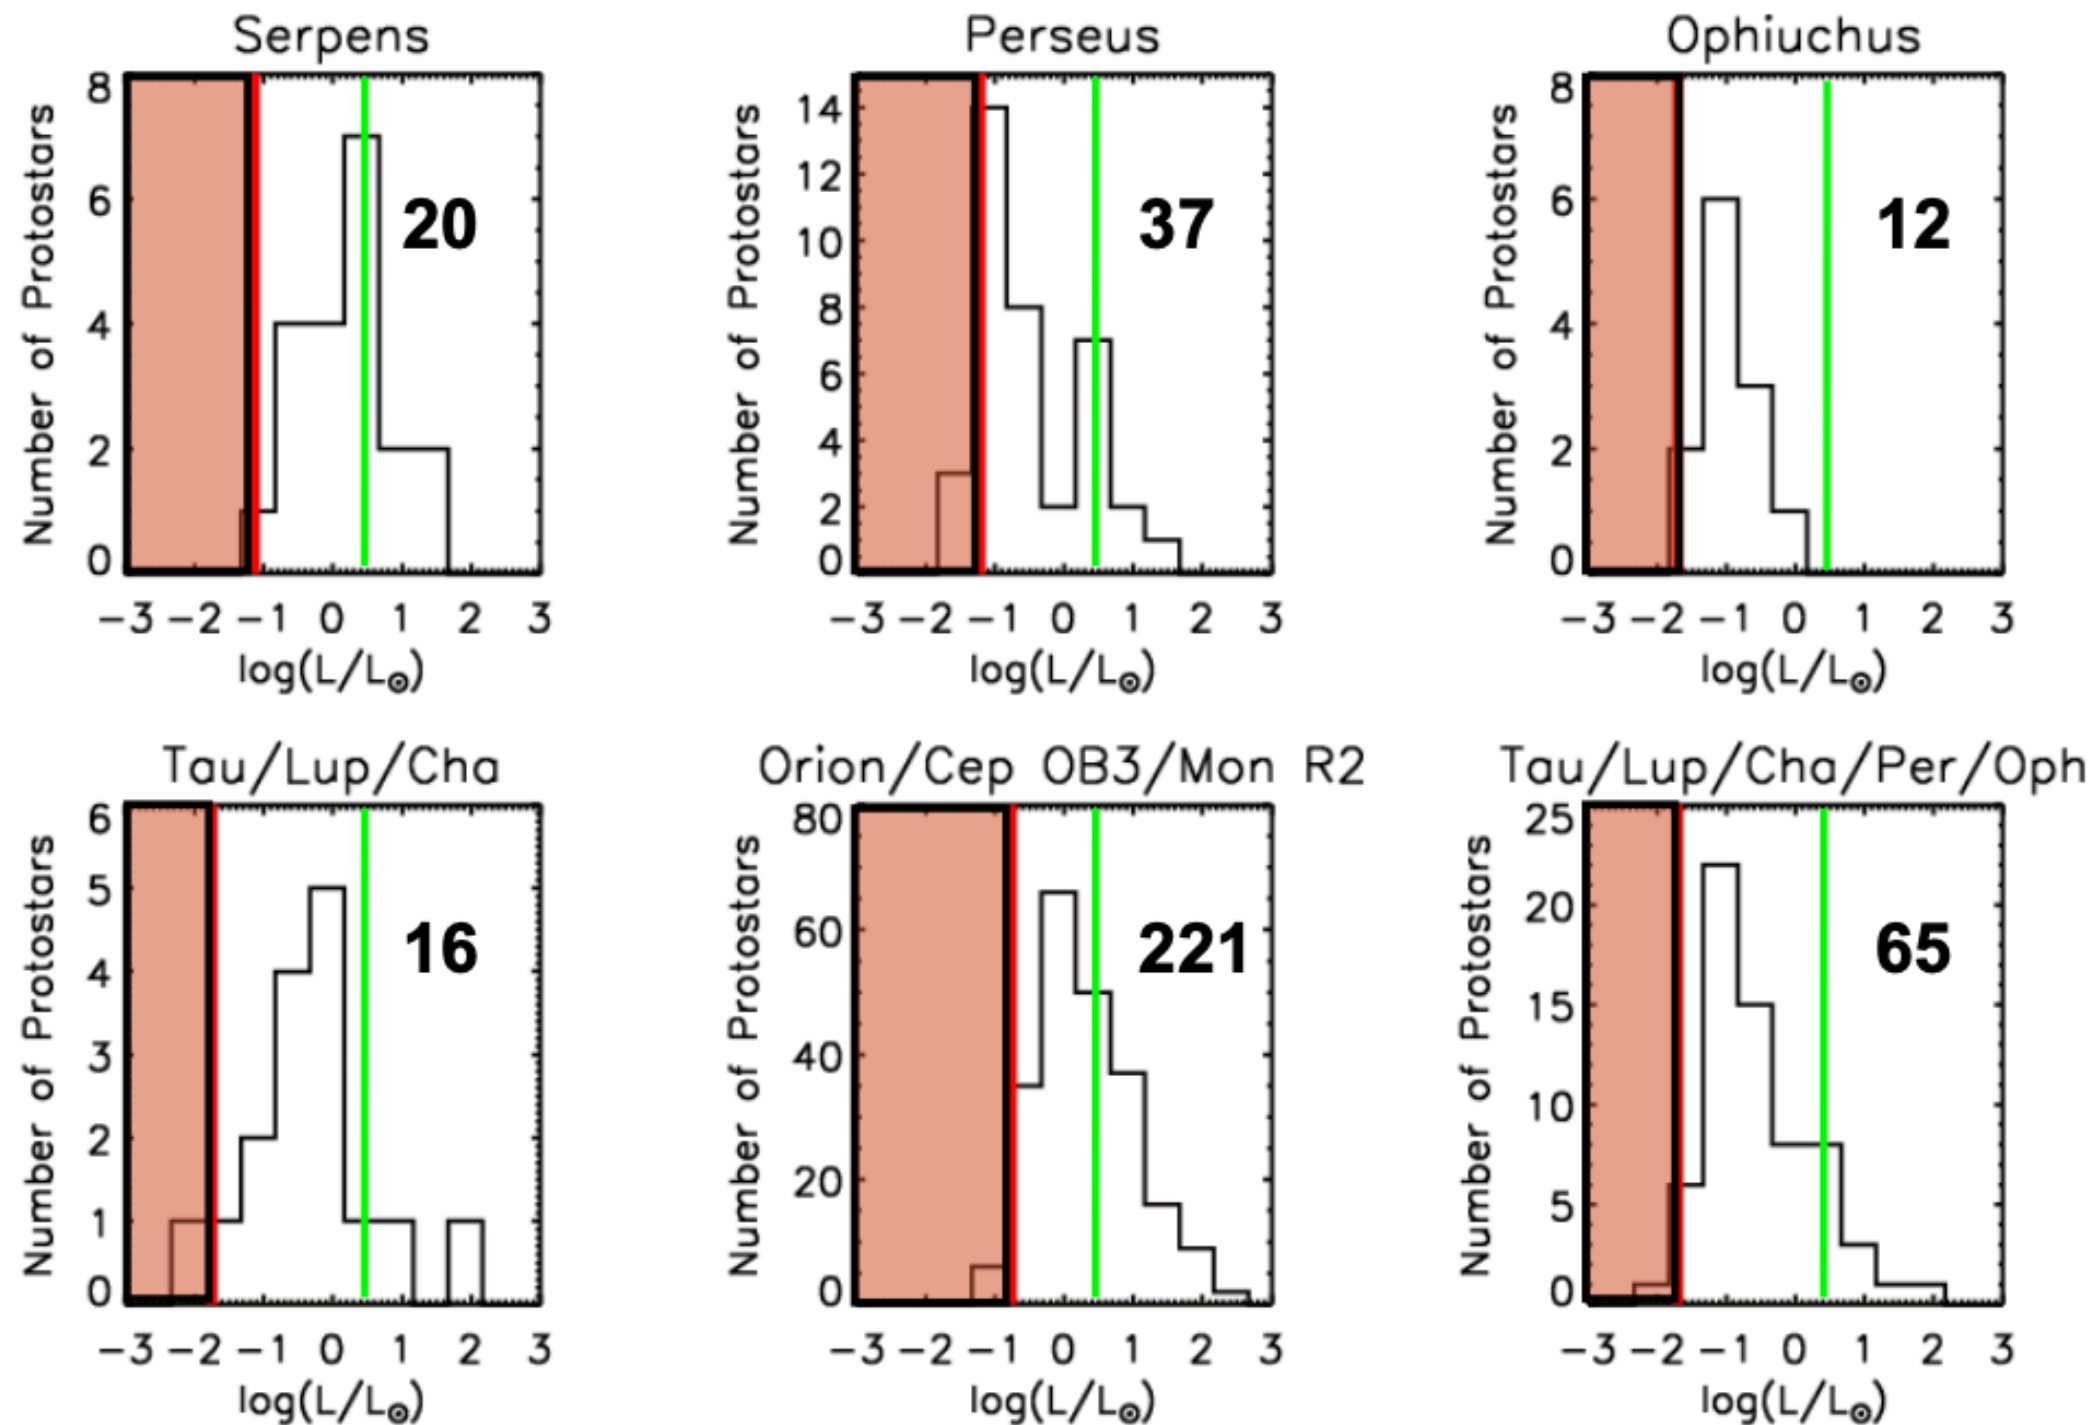 Serpens
Perseus
Ophiuchus
8
6
4
2
0
Number of Protostars
20
−3 −2 −1 0 1 2 3
log(L/L⊙)
14
12
10
8
6
4
2
0
Number of Protostars
37
−3 −2 −1 0 1 2 3
log(L/L⊙)
8
6
4
2
0
Number of Protostars
12
−3 −2 −1 0 1 2 3
log(L/L⊙)
Tau/Lup/Cha
Orion/Cep OB3/Mon R2
Tau/Lup/Cha/Per/Oph
6
5
4
3
2
1
0
Number of Protostars
16
−3 −2 −1 0 1 2 3
log(L/L⊙)
80
60
40
20
0
Number of Protostars
221
−3 −2 −1 0 1 2 3
log(L/L⊙)
25
20
15
10
5
0
Number of Protostars
65
−3 −2 −1 0 1 2 3
log(L/L⊙)